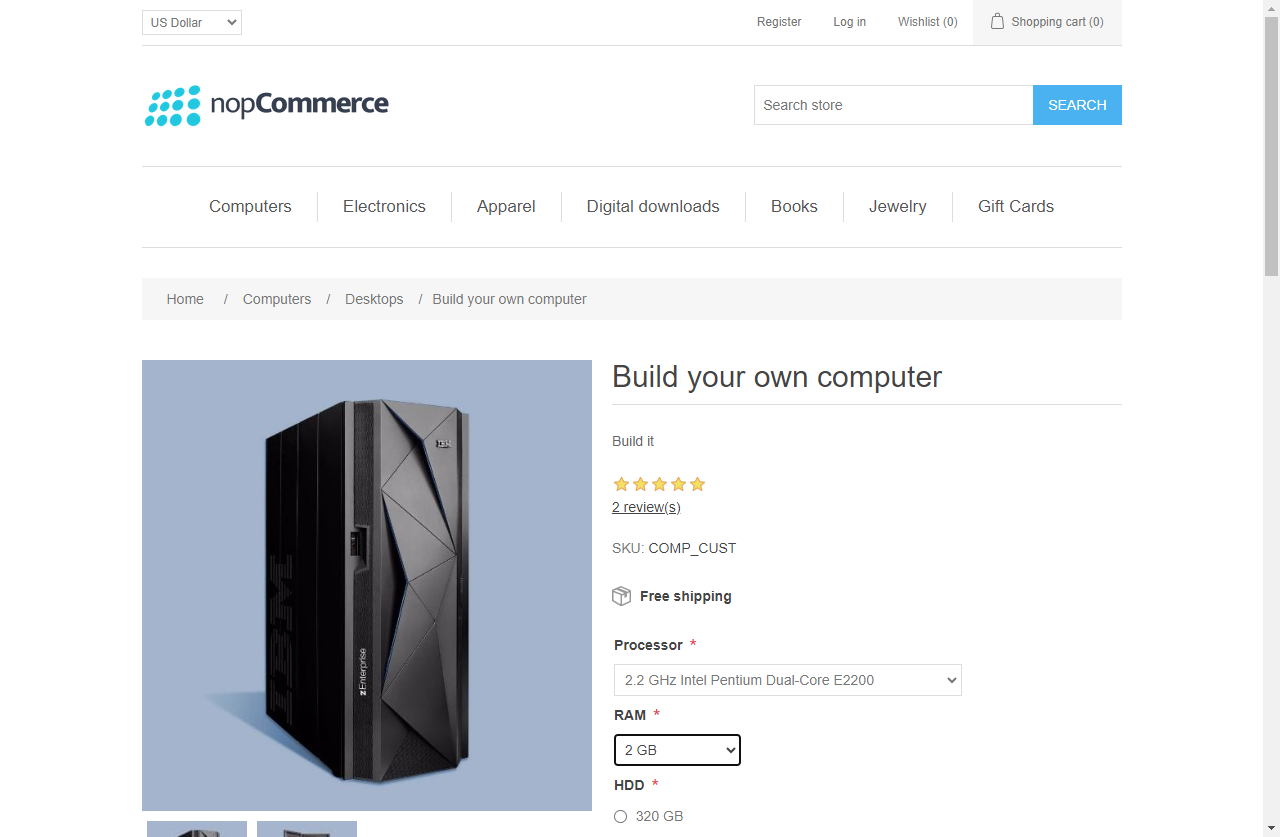 US Dollar
Register
Log in
Wishlist (0)
Shopping cart (0)
nopCommerce
Search store
SEARCH
Computers
Electronics
Apparel
Digital downloads
Books
Jewelry
Gift Cards
Home / Computers / Desktops / Build your own computer
Build your own computer
Build it
2 review(s)
SKU: COMP_CUST
Free shipping
Processor *
2.2 GHz Intel Pentium Dual-Core E2200
RAM *
2 GB
HDD *
320 GB
IBM
IBM
zEnterprise